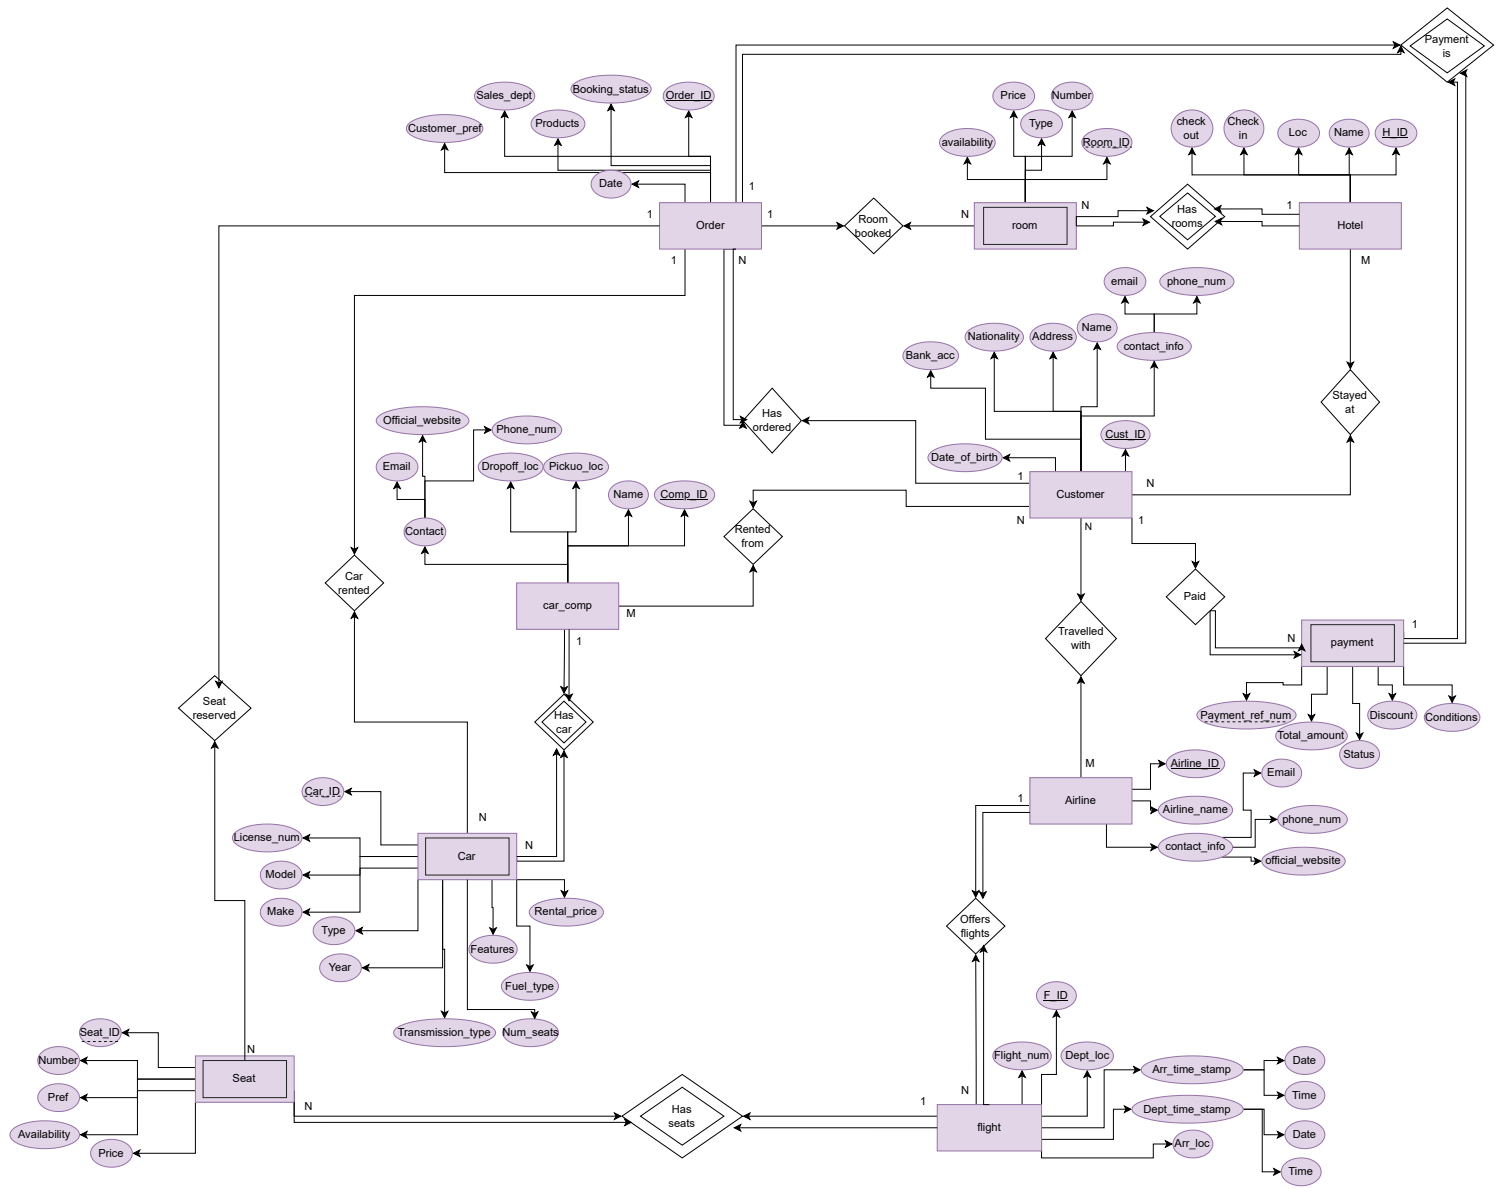 Payment
is
Sales_dept
Booking_status
Order_ID
Customer_pref
Products
Date
1
1
Order
1
1
N
Room
booked
Price
Number
Type
availability
Room_ID
N
room
N
Has
rooms
check
out
Check
in
Loc
Name
H_ID
1
Hotel
M
email
phone_num
contact_info
Name
Address
Nationality
Bank_acc
Cust_ID
Date_of_birth
Stayed
at
Has
ordered
1
Customer
N
N
N
1
Official_website
Phone_num
Email
Dropoff_loc
Pickuo_loc
Name
Comp_ID
Contact
Rented
from
car_comp
M
1
Car
rented
Paid
Travelled
with
N
payment
1
Payment_ref_num
Total_amount
Status
Discount
Conditions
Seat
reserved
Has
car
M
1
Airline
Airline_ID
Airline_name
Email
contact_info
phone_num
official_website
Car_ID
N
License_num
Car
N
Model
Make
Type
Year
Rental_price
Features
Fuel_type
Transmission_type
Num_seats
Offers
flights
F_ID
Seat_ID
Number
Pref
Availability
Price
N
Seat
N
Has
seats
1
N
flight
Flight_num
Dept_loc
Arr_time_stamp
Date
Time
Dept_time_stamp
Date
Arr_loc
Time